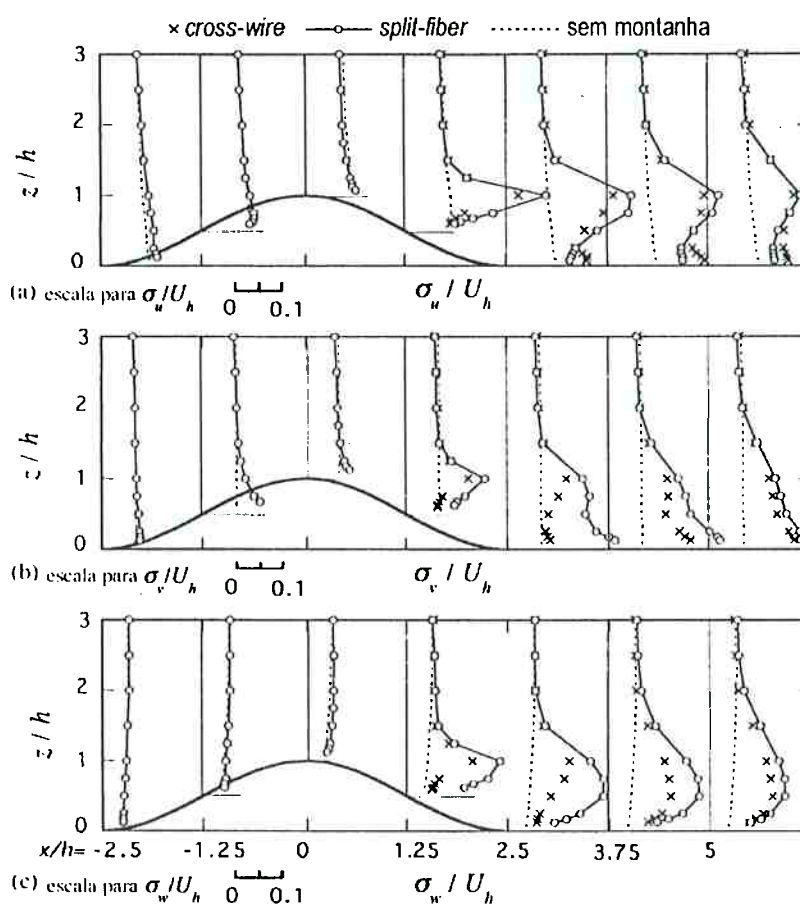 × cross-wire —o— split-fiber ········ sem montanha
3
2
1
0
z / h
(a) escala para σu/Uh 0 0.1 σu / Uh
3
2
1
0
z / h
(b) escala para σv/Uh 0 0.1 σv / Uh
3
2
1
0
z / h
x/h= -2.5 -1.25 0 1.25 2.5 3.75 5
(c) escala para σw/Uh 0 0.1 σw / Uh